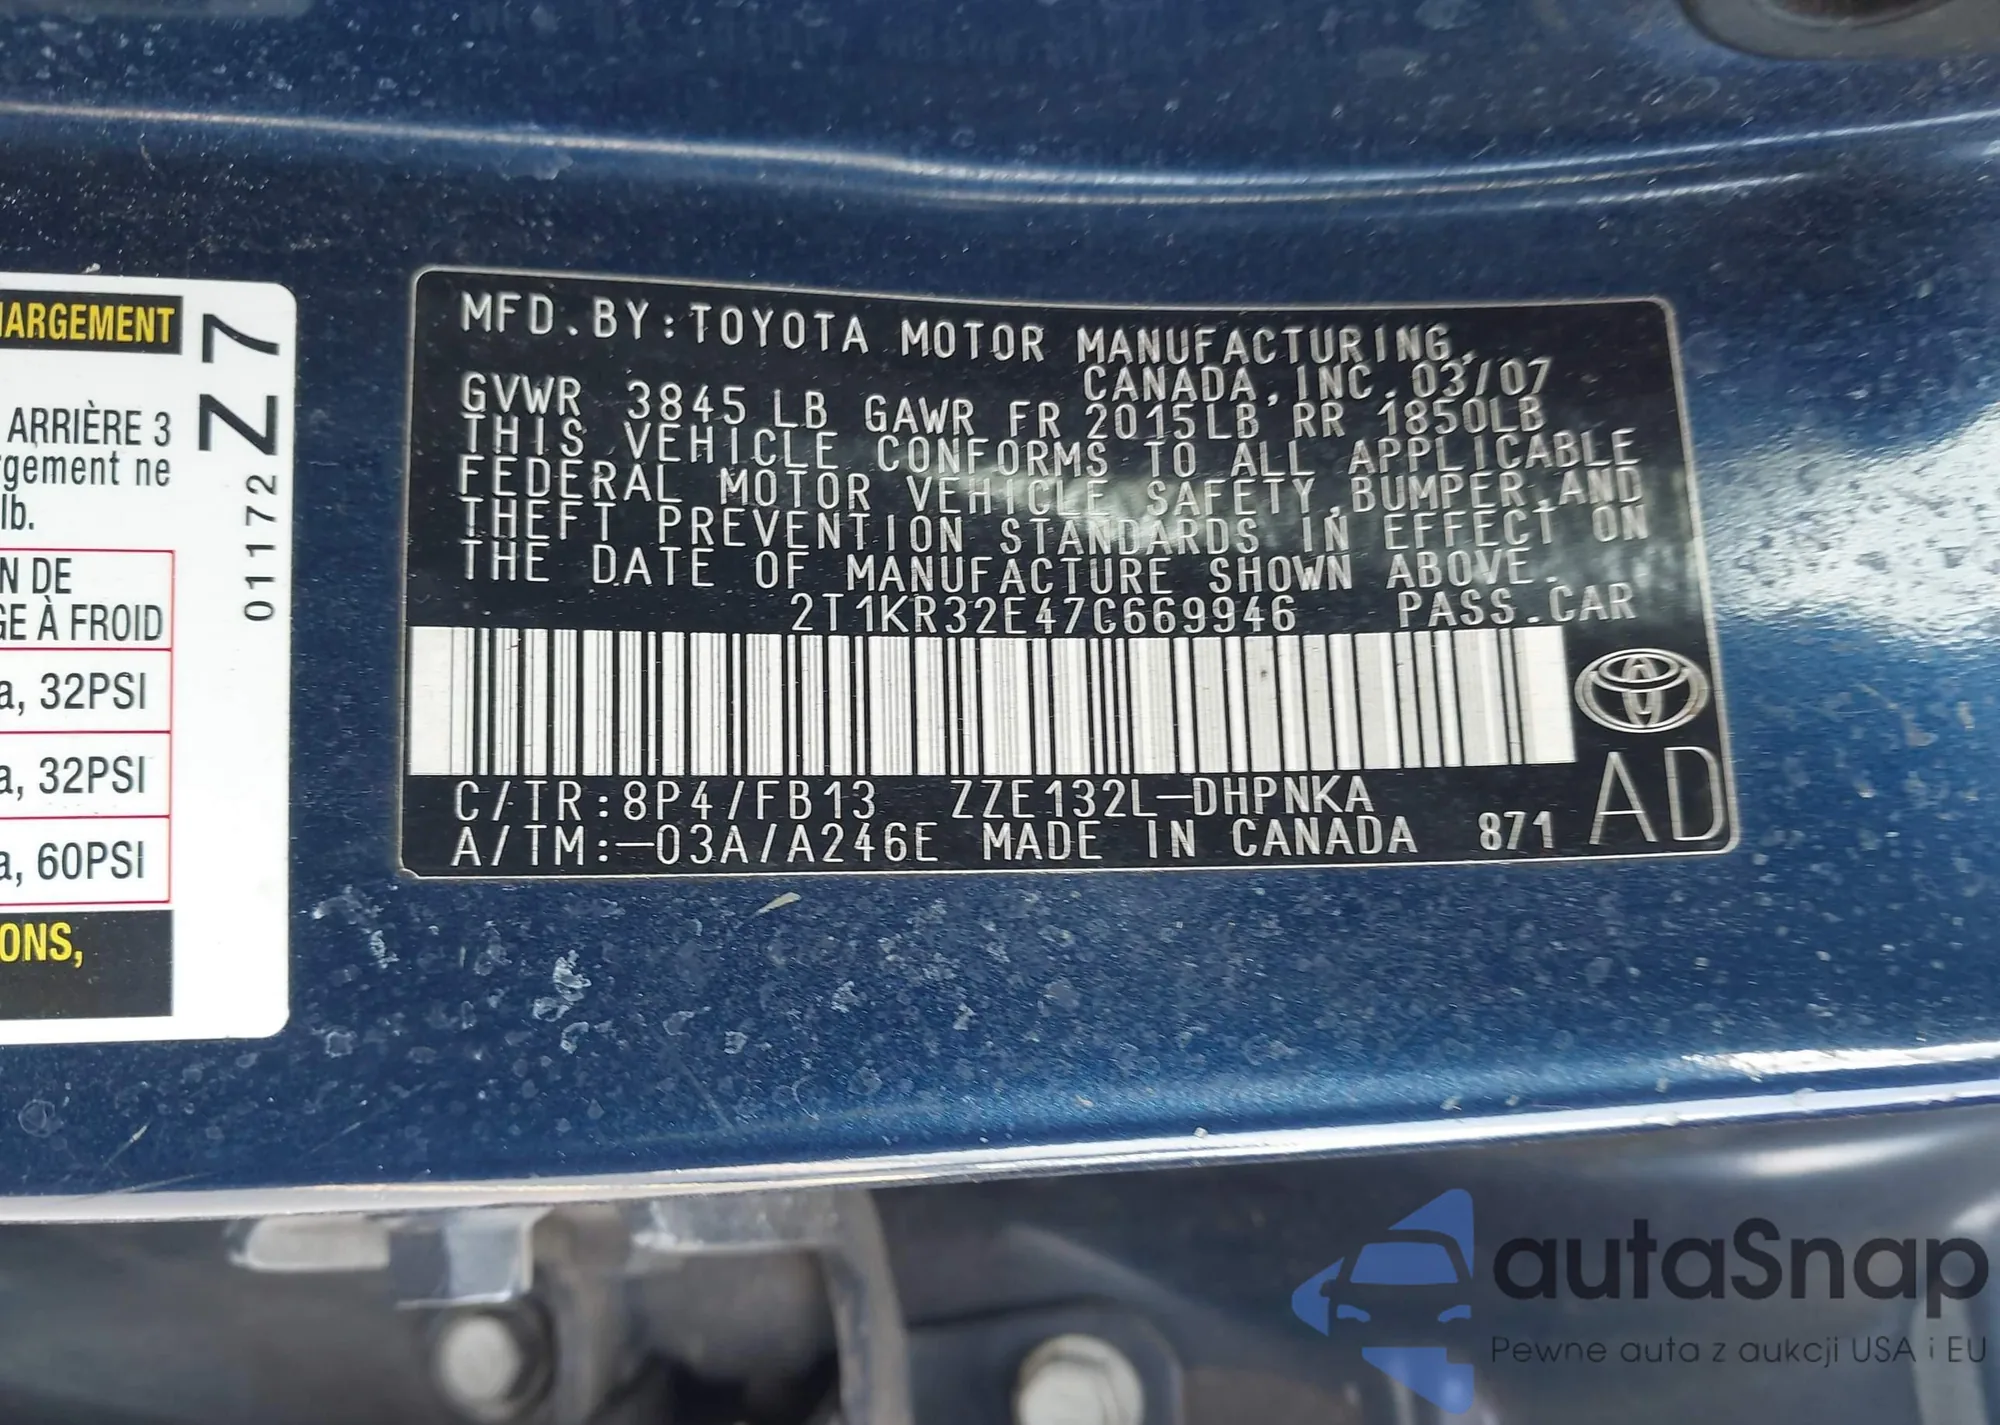 HARGEMENT
ARRIÈRE 3
rgement ne
lb.
N DE
GE À FROID
a, 32PSI
a, 32PSI
a, 60PSI
ONS,
01172 Z7
MFD.BY:TOYOTA MOTOR MANUFACTURING,
CANADA,INC.03/07
GVWR 3845LB GAWR FR 2015LB RR 1850LB
THIS VEHICLE CONFORMS TO ALL APPLICABLE
FEDERAL MOTOR VEHICLE SAFETY,BUMPER,AND
THEFT PREVENTION STANDARDS IN EFFECT ON
THE DATE OF MANUFACTURE SHOWN ABOVE.
2T1KR32E47C669946 PASS.CAR
C/TR:8P4/FB13 ZZE132L-DHPNKA
A/TM:-03A/A246E MADE IN CANADA 871 AD
autaSnap
Pewne auta z aukcji USA i EU